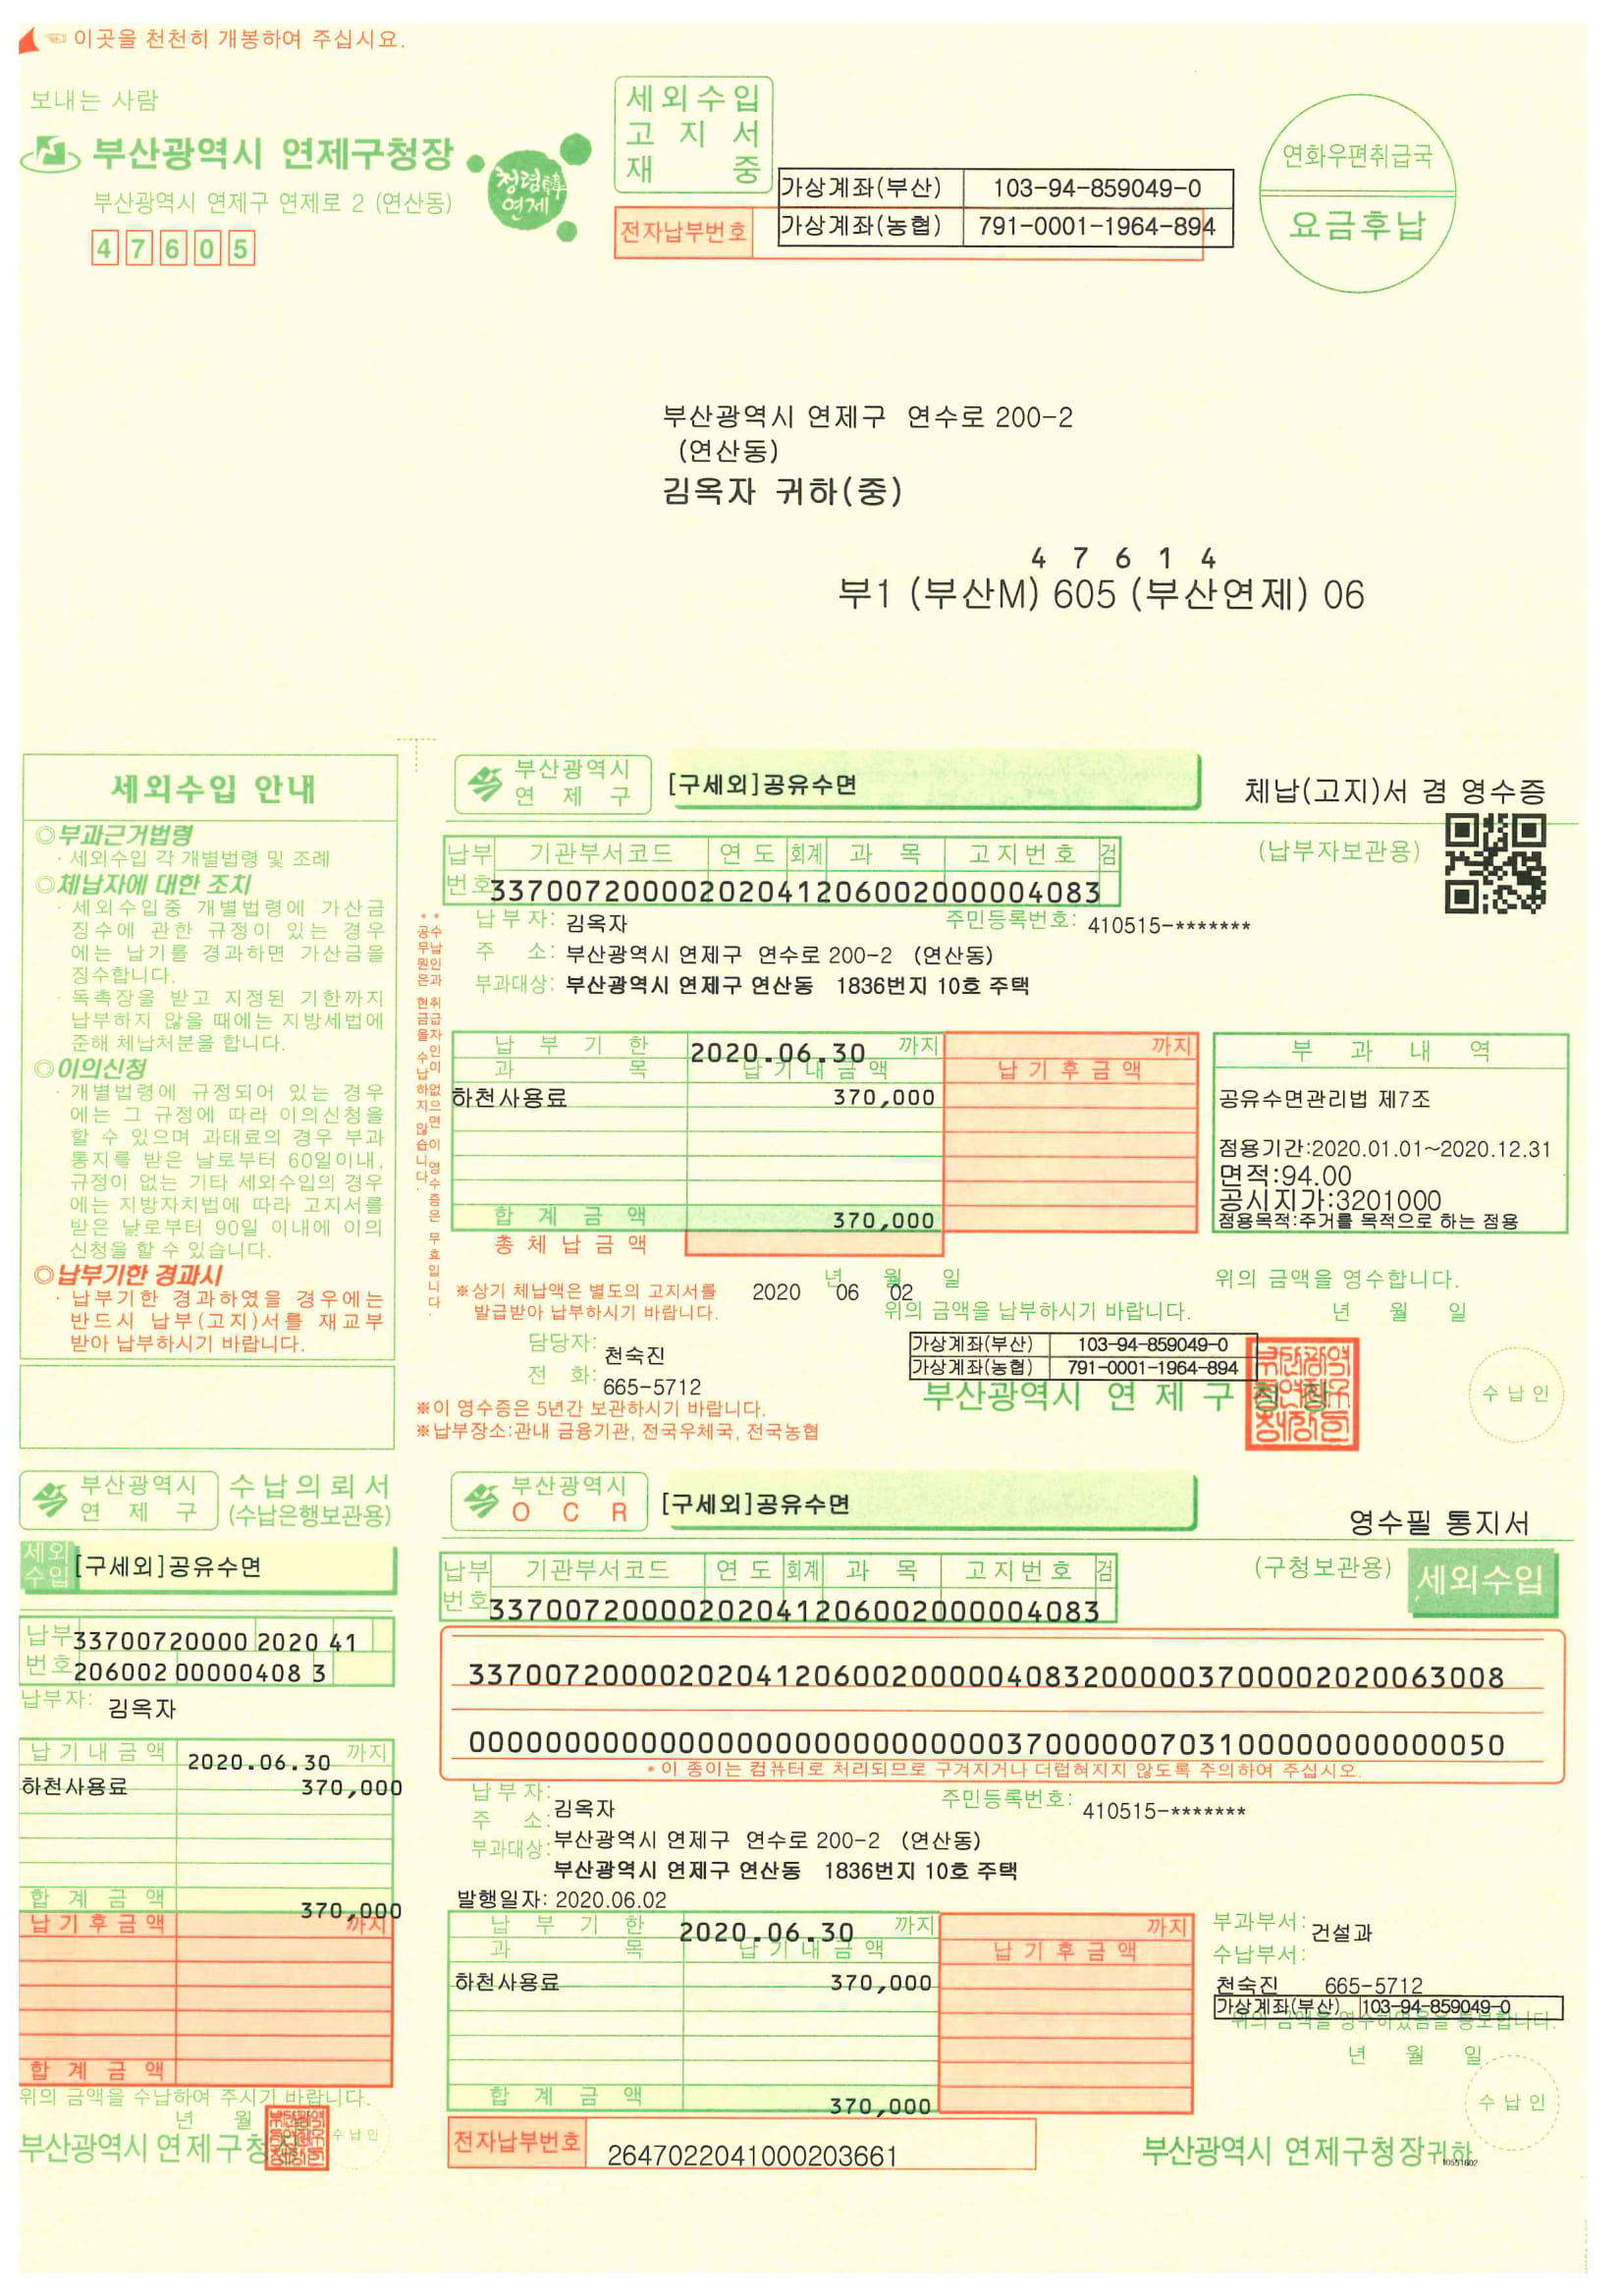 이곳을 천천히 개봉하여 주십시요.
보내는 사람
부산광역시 연제구청장
부산광역시 연제구 연제로 2 (연산동)
4 7 6 0 5
청렴
연제
세외수입
고 지 서
재 중
가상계좌(부산) 103-94-859049-0
전자납부번호 가상계좌(농협) 791-0001-1964-894
연화우편취급국
요금후납
부산광역시 연제구 연수로 200-2
(연산동)
김옥자 귀하(중)
4 7 6 1 4
부1 (부산M) 605 (부산연제) 06
세외수입 안내
◎부과근거법령
· 세외수입 각 개별법령 및 조례
◎체납자에 대한 조치
· 세외수입중 개별법령에 가산금
징수에 관한 규정이 있는 경우
에는 납기를 경과하면 가산금을
징수합니다.
· 독촉장을 받고 지정된 기한까지
납부하지 않을 때에는 지방세법에
준해 체납처분을 합니다.
◎이의신청
· 개별법령에 규정되어 있는 경우
에는 그 규정에 따라 이의신청을
할 수 있으며 과태료의 경우 부과
통지를 받은 날로부터 60일이내,
규정이 없는 기타 세외수입의 경우
에는 지방자치법에 따라 고지서를
받은 날로부터 90일 이내에 이의
신청을 할 수 있습니다.
◎납부기한 경과시
· 납부기한 경과하였을 경우에는
반드시 납부(고지)서를 재교부
받아 납부하시기 바랍니다.
부산광역시
연 제 구
[구세외]공유수면
체납(고지)서 겸 영수증
(납부자보관용)
납부 기관부서코드 연 도 회계 과 목 고지번호 검
번호 33700720000202041206002000004083
납 부 자: 김옥자 주민등록번호: 410515-*******
주 소: 부산광역시 연제구 연수로 200-2 (연산동)
부과대상: 부산광역시 연제구 연산동 1836번지 10호 주택
* 수납인과 취급자인이 없으면 이 영수증은 무효입니다.
* 공무원은 현금을 수납하지 않습니다.
납 부 기 한 2020.06.30 까지 까지
과 목 납기내금액 납기후금액
하천사용료 370,000
합 계 금 액 370,000
총 체 납 금 액
부 과 내 역
공유수면관리법 제7조
점용기간:2020.01.01~2020.12.31
면적:94.00
공시지가:3201000
점용목적:주거를 목적으로 하는 점용
※상기 체납액은 별도의 고지서를
발급받아 납부하시기 바랍니다.
2020 년 06 월 02 일
위의 금액을 납부하시기 바랍니다.
위의 금액을 영수합니다.
년 월 일
담당자: 천숙진
전 화: 665-5712
가상계좌(부산) 103-94-859049-0
가상계좌(농협) 791-0001-1964-894
부산광역시 연 제 구 청 장
수 납 인
※이 영수증은 5년간 보관하시기 바랍니다.
※납부장소:관내 금융기관, 전국우체국, 전국농협
부산광역시
연 제 구
수납의뢰서
(수납은행보관용)
세외
수입
[구세외]공유수면
납부 33700720000 2020 41
번호 206002 00000408 3
납부자: 김옥자
납기내금액 2020.06.30 까지
하천사용료 370,000
합 계 금 액 370,000
납기후금액 까지
합 계 금 액
위의 금액을 수납하여 주시기 바랍니다.
년 월
부산광역시 연제구청장
수 납 인
부산광역시
O C R
[구세외]공유수면
영수필 통지서
(구청보관용)
세외수입
납부 기관부서코드 연 도 회계 과 목 고지번호 검
번호 33700720000202041206002000004083
337007200002020412060020000040832000003700002020063008
000000000000000000000000000037000000703100000000000050
* 이 종이는 컴퓨터로 처리되므로 구겨지거나 더럽혀지지 않도록 주의하여 주십시오.
납 부 자: 김옥자 주민등록번호: 410515-*******
주 소: 부산광역시 연제구 연수로 200-2 (연산동)
부과대상: 부산광역시 연제구 연산동 1836번지 10호 주택
발행일자: 2020.06.02
납 부 기 한 2020.06.30 까지 까지
과 목 납기내금액 납기후금액
하천사용료 370,000
합 계 금 액 370,000
부과부서: 건설과
수납부서:
천숙진 665-5712
가상계좌(부산) 103-94-859049-0
위의 금액을 영수하였음을 통보합니다.
년 월 일
수 납 인
전자납부번호 2647022041000203661
부산광역시 연제구청장귀하